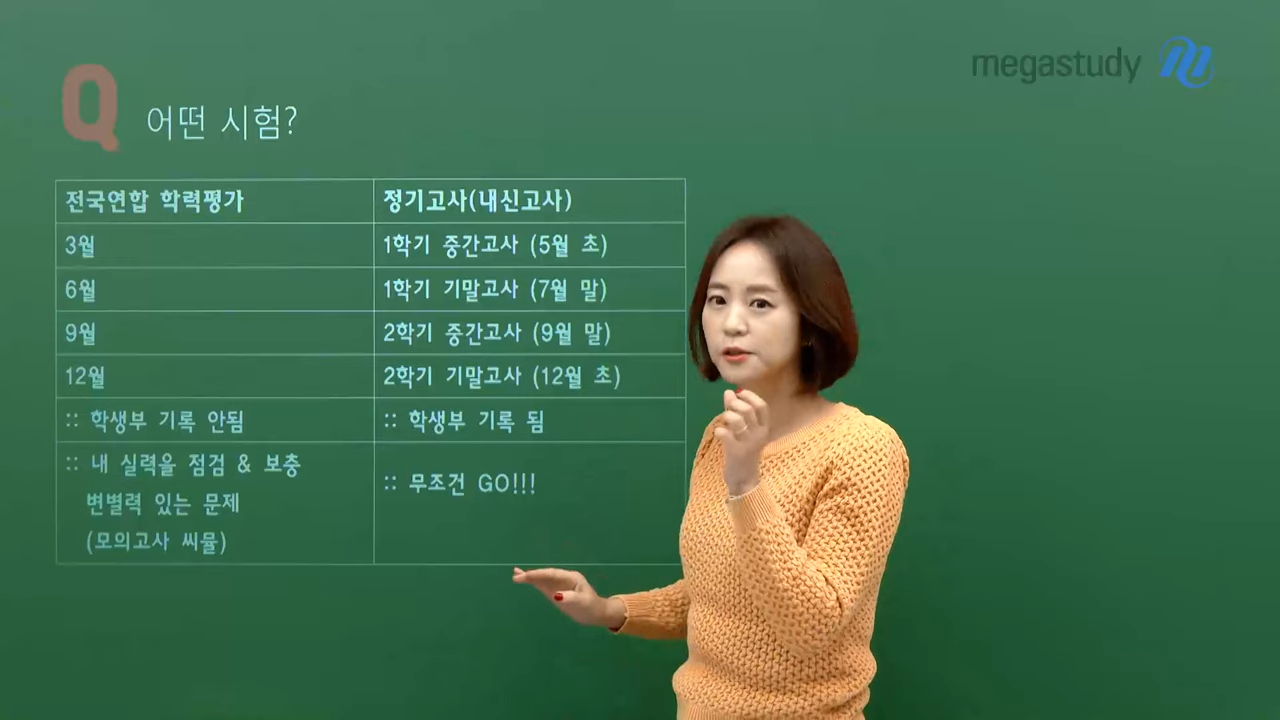 megastudy
Q 어떤 시험?
전국연합 학력평가 정기고사(내신고사)
3월 1학기 중간고사 (5월 초)
6월 1학기 기말고사 (7월 말)
9월 2학기 중간고사 (9월 말)
12월 2학기 기말고사 (12월 초)
:: 학생부 기록 안됨 :: 학생부 기록 됨
:: 내 실력을 점검 & 보충
변별력 있는 문제
(모의고사 씨뮬)
:: 무조건 GO!!!